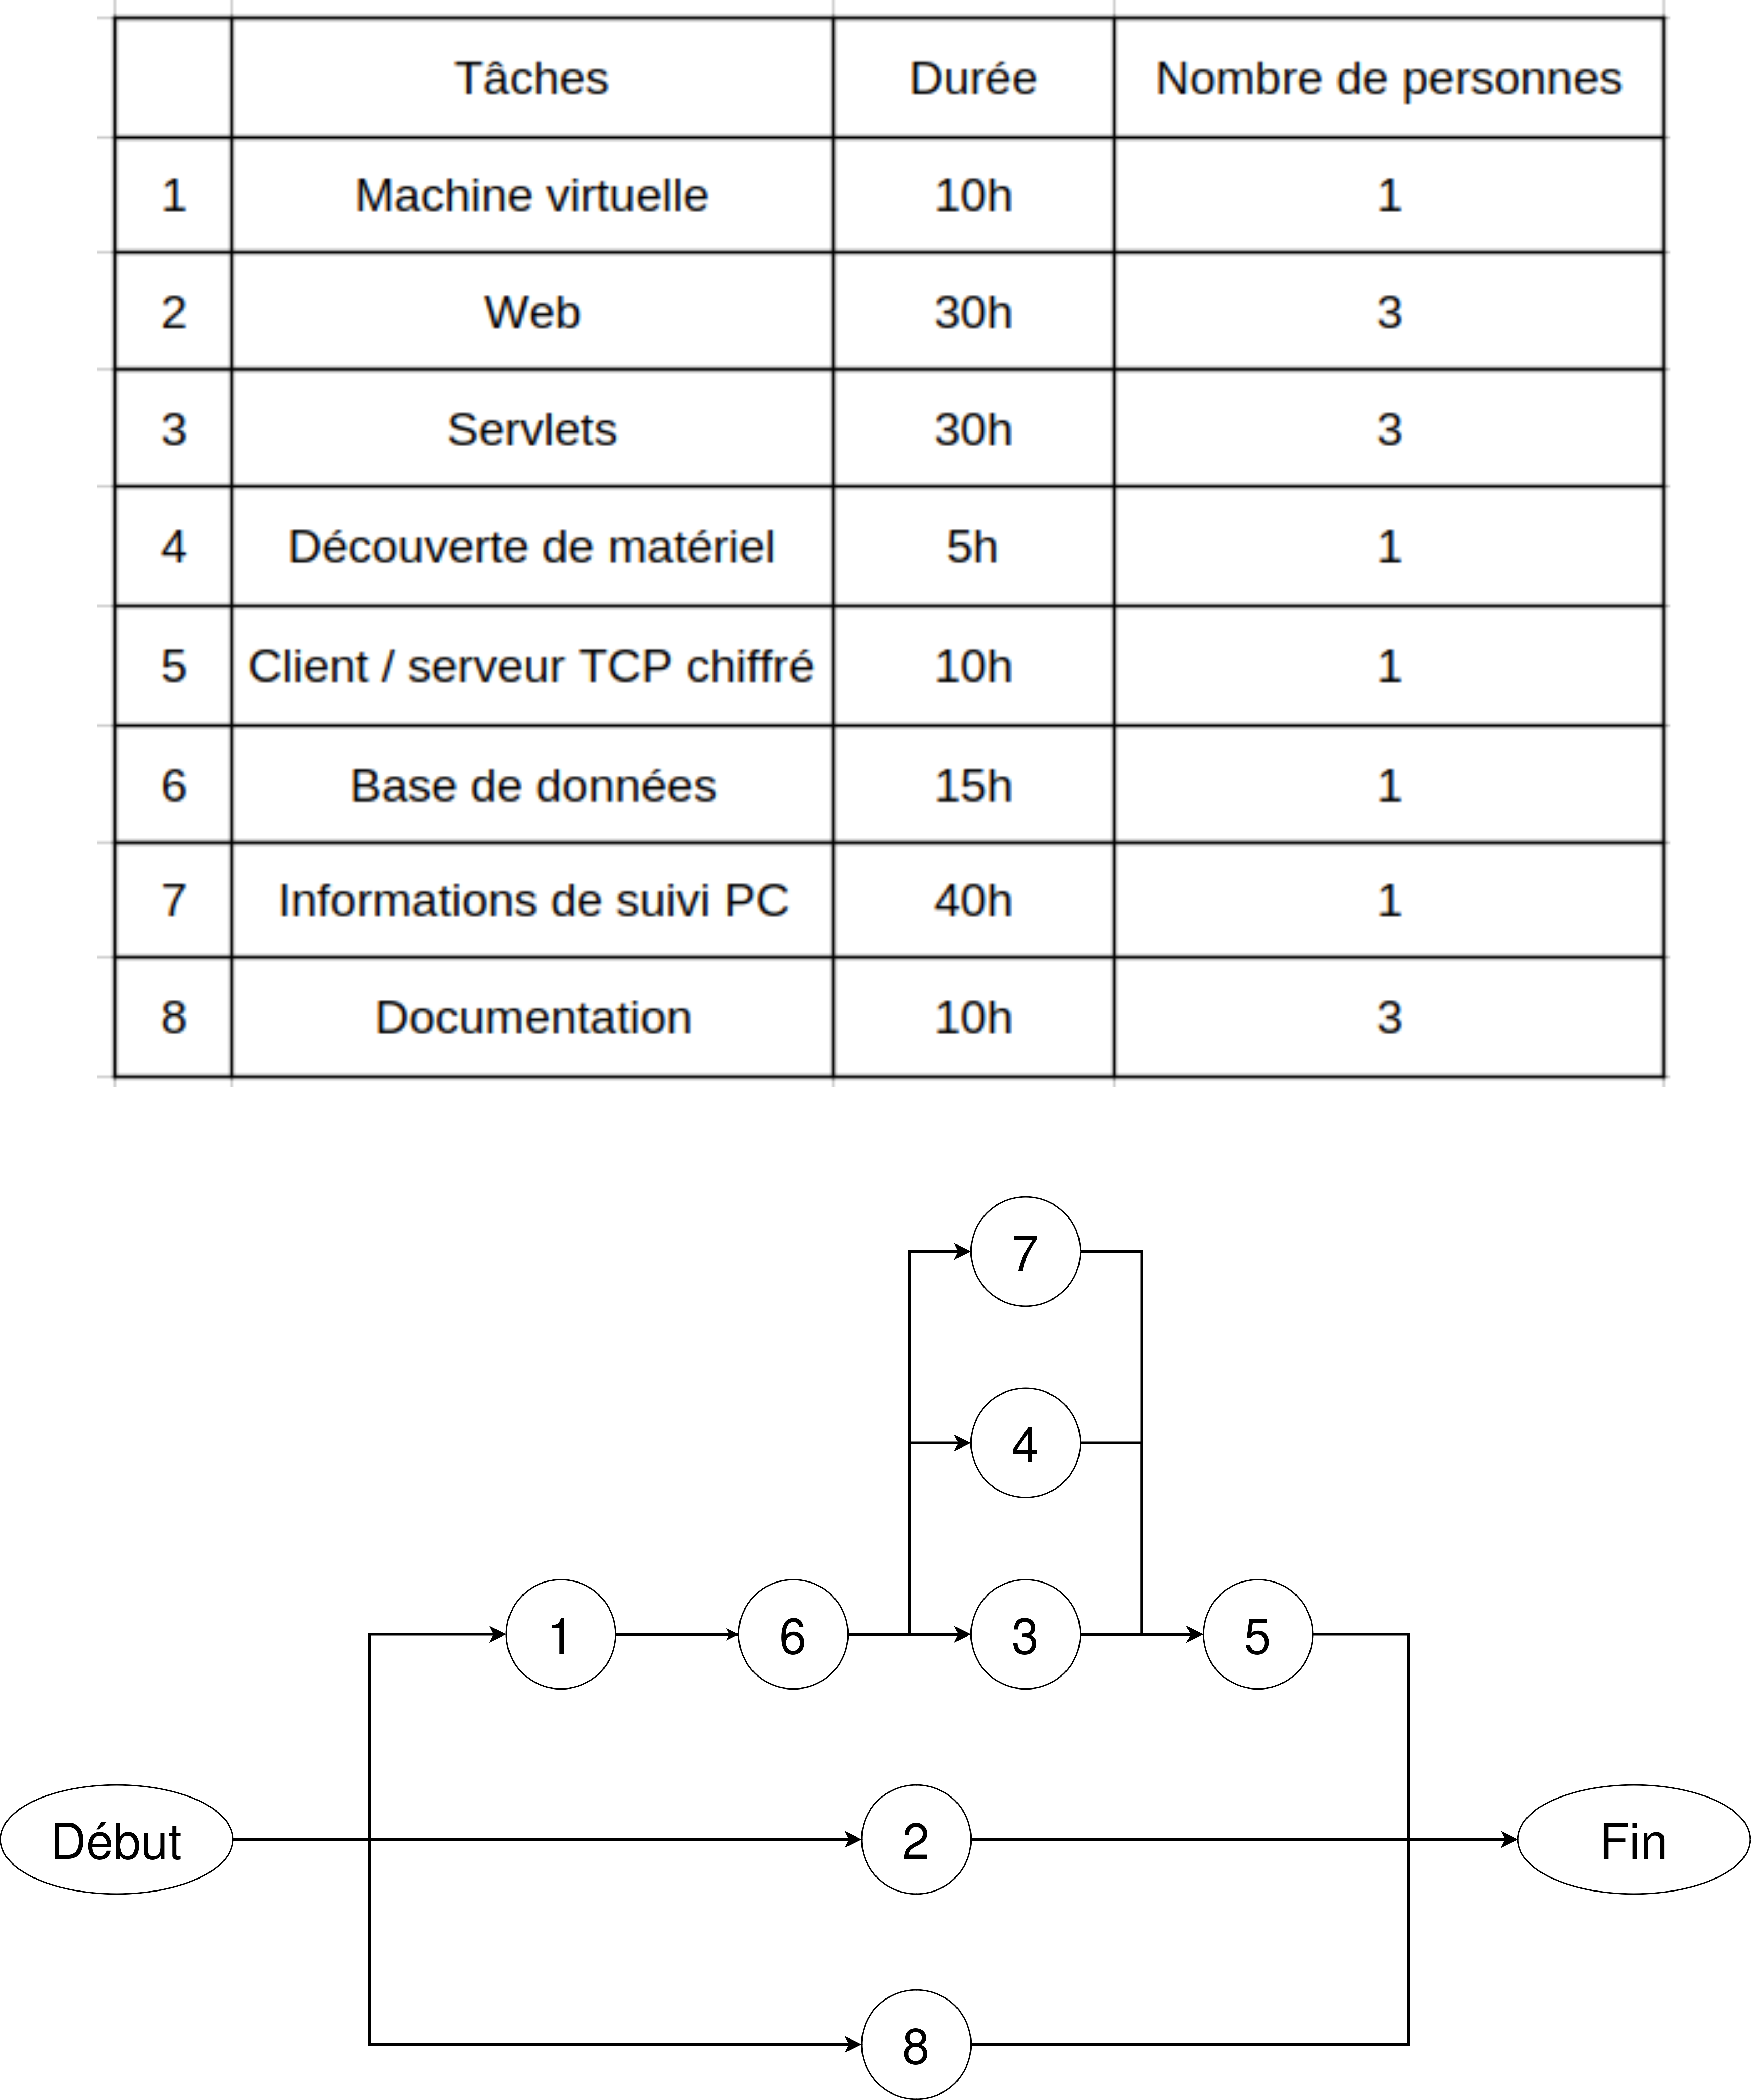 Tâches Durée Nombre de personnes
1 Machine virtuelle 10h 1
2 Web 30h 3
3 Servlets 30h 3
4 Découverte de matériel 5h 1
5 Client / serveur TCP chiffré 10h 1
6 Base de données 15h 1
7 Informations de suivi PC 40h 1
8 Documentation 10h 3
7
4
1 6 3 5
Début 2 Fin
8